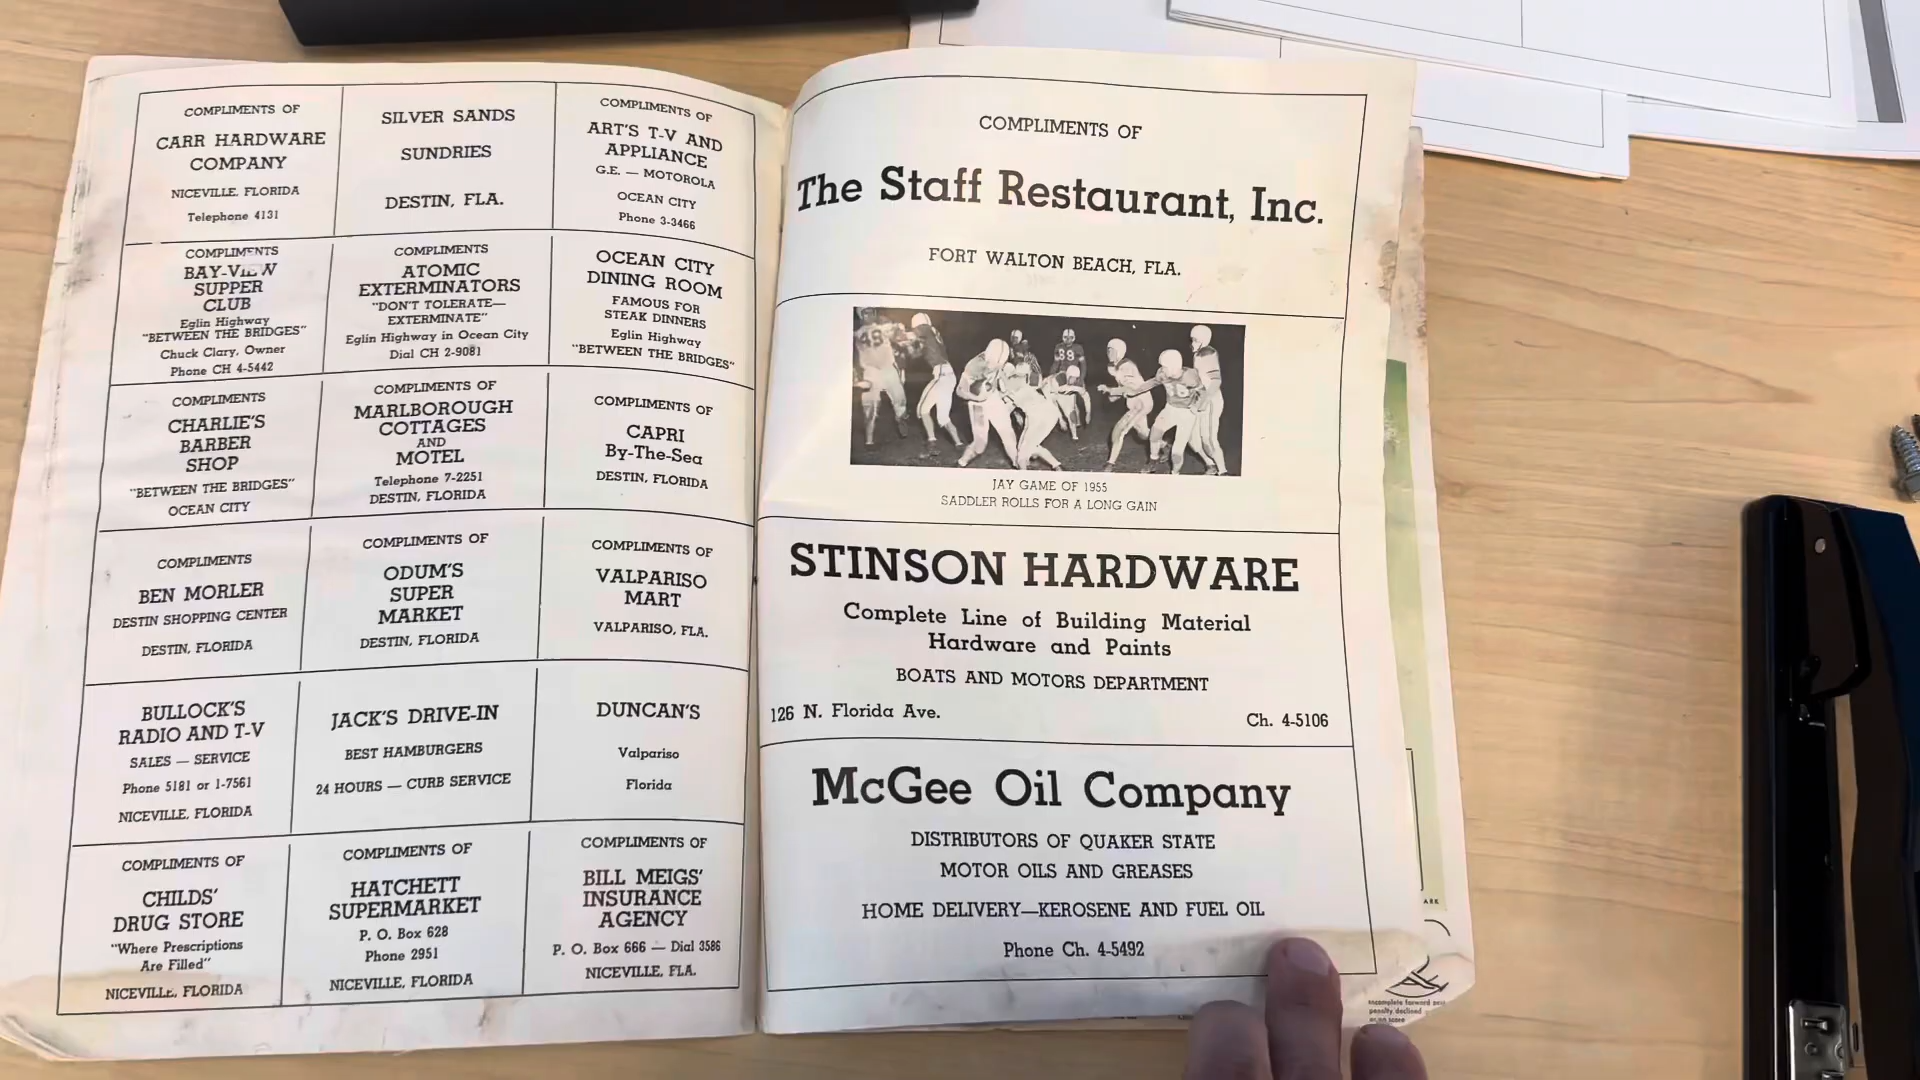 COMPLIMENTS OF
CARR HARDWARE
COMPANY
NICEVILLE, FLORIDA
Telephone 4131
SILVER SANDS
SUNDRIES
DESTIN, FLA.
COMPLIMENTS OF
ART'S T-V AND
APPLIANCE
G.E. — MOTOROLA
OCEAN CITY
Phone 3-3466
COMPLIMENTS
BAY-VIEW
SUPPER
CLUB
Eglin Highway
"BETWEEN THE BRIDGES"
Chuck Clary, Owner
Phone CH 4-5442
COMPLIMENTS
ATOMIC
EXTERMINATORS
"DON'T TOLERATE—
EXTERMINATE"
Eglin Highway in Ocean City
Dial CH 2-9081
OCEAN CITY
DINING ROOM
FAMOUS FOR
STEAK DINNERS
Eglin Highway
"BETWEEN THE BRIDGES"
COMPLIMENTS
CHARLIE'S
BARBER
SHOP
"BETWEEN THE BRIDGES"
OCEAN CITY
COMPLIMENTS OF
MARLBOROUGH
COTTAGES
AND
MOTEL
Telephone 7-2251
DESTIN, FLORIDA
COMPLIMENTS OF
CAPRI
By-The-Sea
DESTIN, FLORIDA
COMPLIMENTS
BEN MORLER
DESTIN SHOPPING CENTER
DESTIN, FLORIDA
COMPLIMENTS OF
ODUM'S
SUPER
MARKET
DESTIN, FLORIDA
COMPLIMENTS OF
VALPARISO
MART
VALPARISO, FLA.
BULLOCK'S
RADIO AND T-V
SALES — SERVICE
Phone 5181 or 1-7561
NICEVILLE, FLORIDA
JACK'S DRIVE-IN
BEST HAMBURGERS
24 HOURS — CURB SERVICE
DUNCAN'S
Valpariso
Florida
COMPLIMENTS OF
CHILDS'
DRUG STORE
"Where Prescriptions
Are Filled"
NICEVILLE, FLORIDA
COMPLIMENTS OF
HATCHETT
SUPERMARKET
P. O. Box 628
Phone 2951
NICEVILLE, FLORIDA
COMPLIMENTS OF
BILL MEIGS'
INSURANCE
AGENCY
P. O. Box 666 — Dial 3586
NICEVILLE, FLA.
COMPLIMENTS OF
The Staff Restaurant, Inc.
FORT WALTON BEACH, FLA.
39
JAY GAME OF 1955
SADDLER ROLLS FOR A LONG GAIN
STINSON HARDWARE
Complete Line of Building Material
Hardware and Paints
BOATS AND MOTORS DEPARTMENT
126 N. Florida Ave.
Ch. 4-5106
McGee Oil Company
DISTRIBUTORS OF QUAKER STATE
MOTOR OILS AND GREASES
HOME DELIVERY—KEROSENE AND FUEL OIL
Phone Ch. 4-5492
ARK
Incomplete forward pass
penalty declined